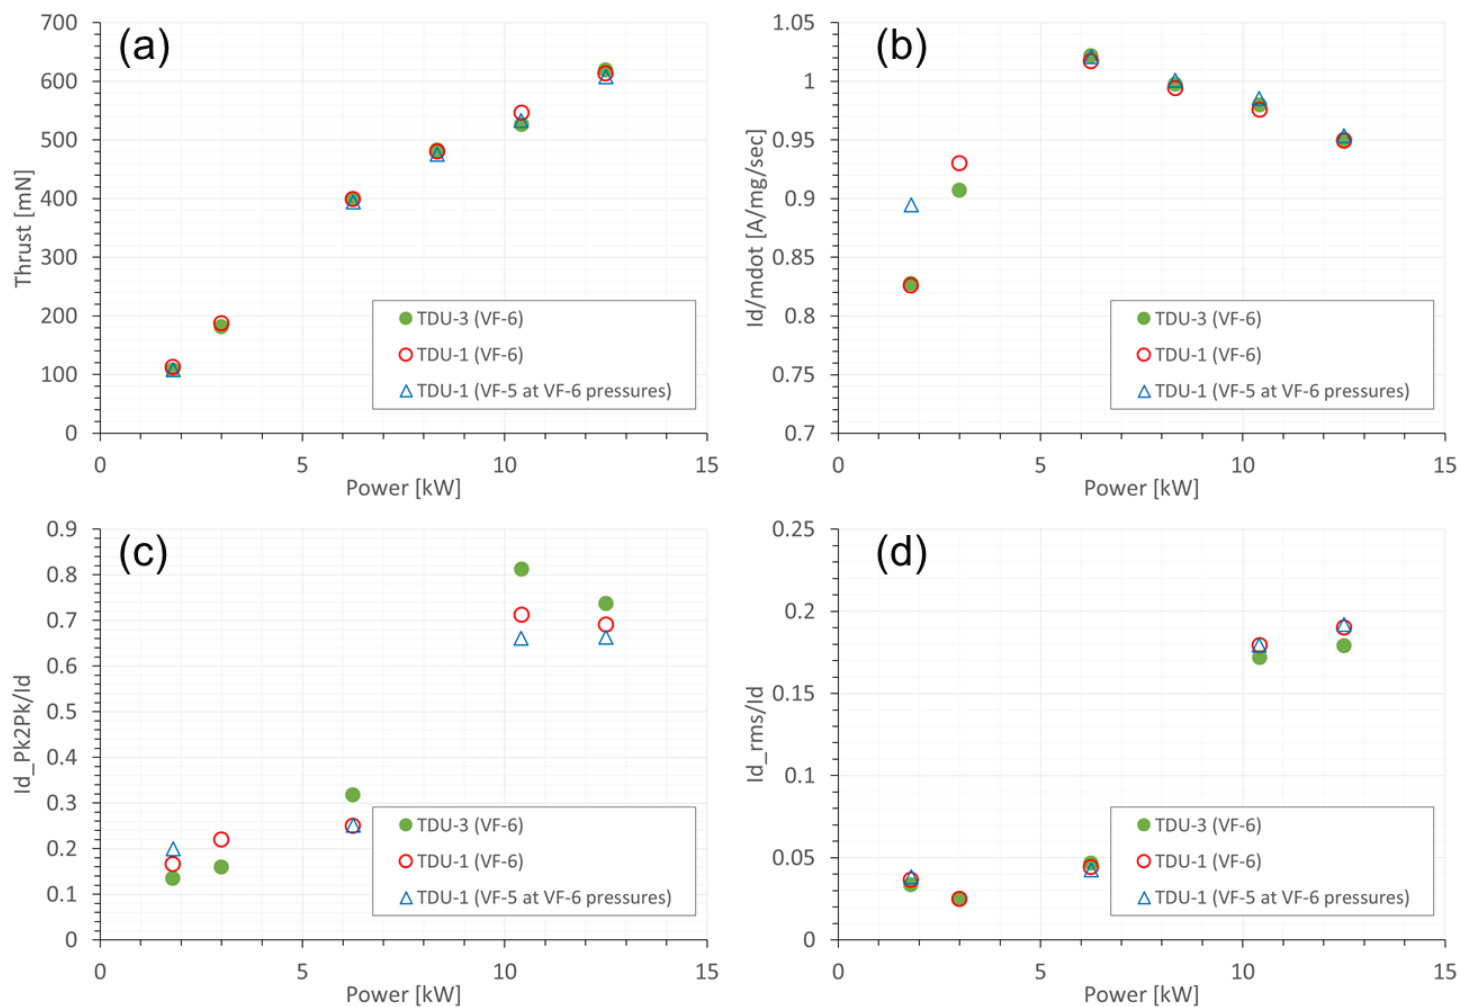 (a)
700
600
500
400
300
200
100
0
Thrust [mN]
TDU-3 (VF-6)
TDU-1 (VF-6)
TDU-1 (VF-5 at VF-6 pressures)
0 5 10 15
Power [kW]
(b)
1.05
1
0.95
0.9
0.85
0.8
0.75
0.7
Id/mdot [A/mg/sec]
TDU-3 (VF-6)
TDU-1 (VF-6)
TDU-1 (VF-5 at VF-6 pressures)
0 5 10 15
Power [kW]
(c)
0.9
0.8
0.7
0.6
0.5
0.4
0.3
0.2
0.1
0
Id_Pk2Pk/Id
TDU-3 (VF-6)
TDU-1 (VF-6)
TDU-1 (VF-5 at VF-6 pressures)
0 5 10 15
Power [kW]
(d)
0.25
0.2
0.15
0.1
0.05
0
Id_rms/Id
TDU-3 (VF-6)
TDU-1 (VF-6)
TDU-1 (VF-5 at VF-6 pressures)
0 5 10 15
Power [kW]